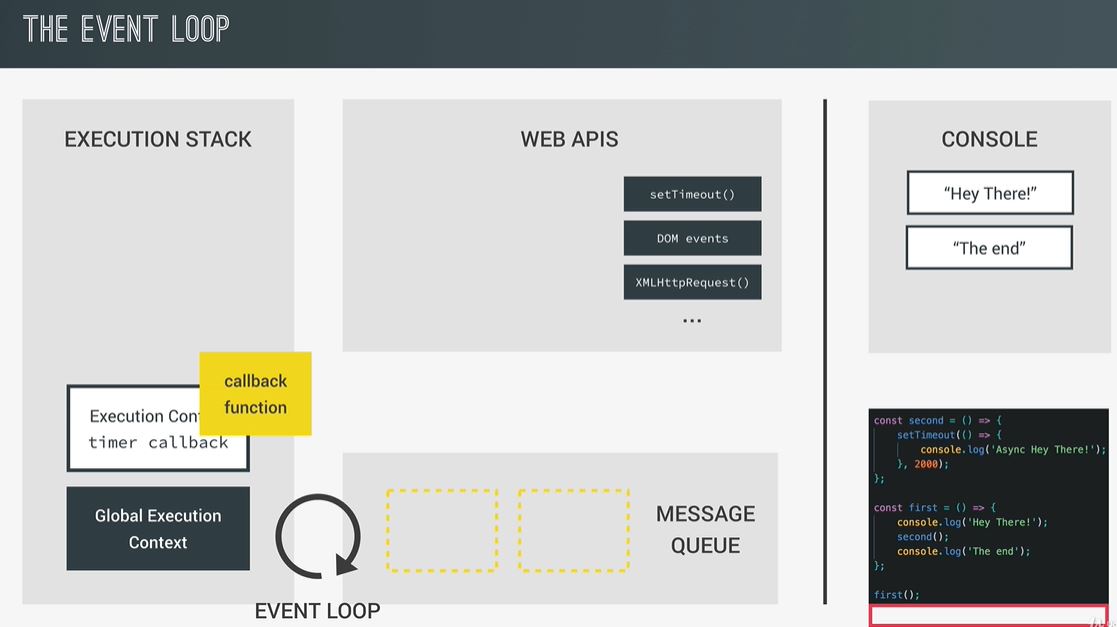 THE EVENT LOOP
EXECUTION STACK
callback
function
Execution
timer callback
Global Execution
Context
EVENT LOOP
WEB APIS
setTimeout()
DOM events
XMLHttpRequest()
...
MESSAGE
QUEUE
CONSOLE
“Hey There!”
“The end”
const second = () => {
setTimeout(() => {
console.log('Async Hey There!');
}, 2000);
};
const first = () => {
console.log('Hey There!');
second();
console.log('The end');
};
first();